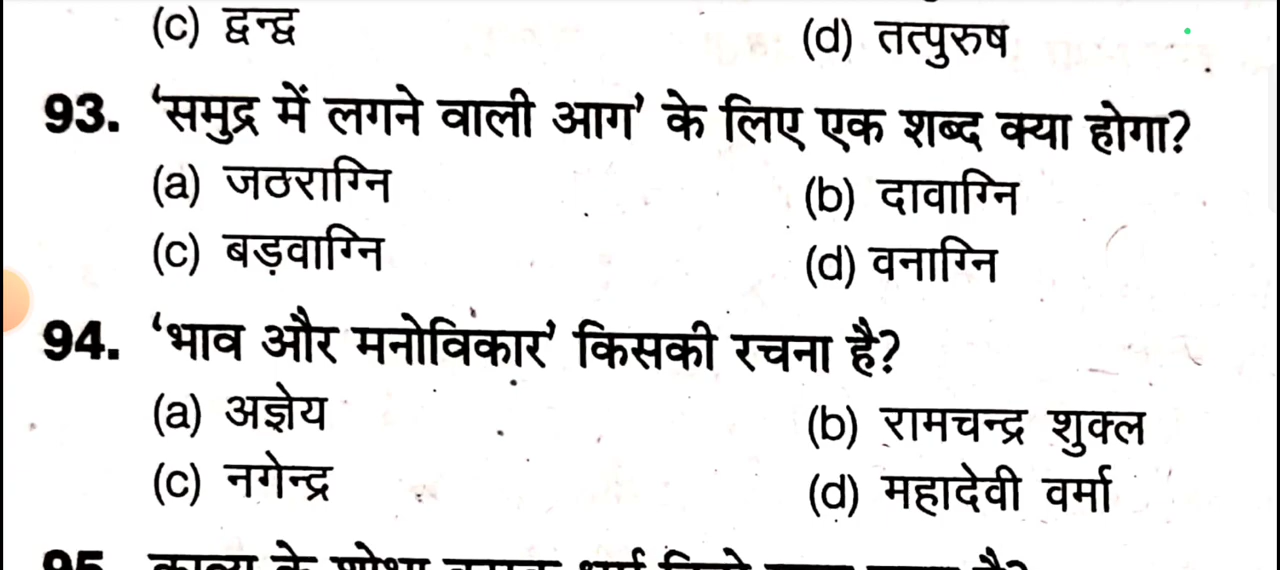 (c) द्वन्द्व (d) तत्पुरुष
93. ‘समुद्र में लगने वाली आग’ के लिए एक शब्द क्या होगा?
(a) जठराग्नि (b) दावाग्नि
(c) बड़वाग्नि (d) वनाग्नि
94. ‘भाव और मनोविकार’ किसकी रचना है?
(a) अज्ञेय (b) रामचन्द्र शुक्ल
(c) नगेन्द्र (d) महादेवी वर्मा
95. काव्य के